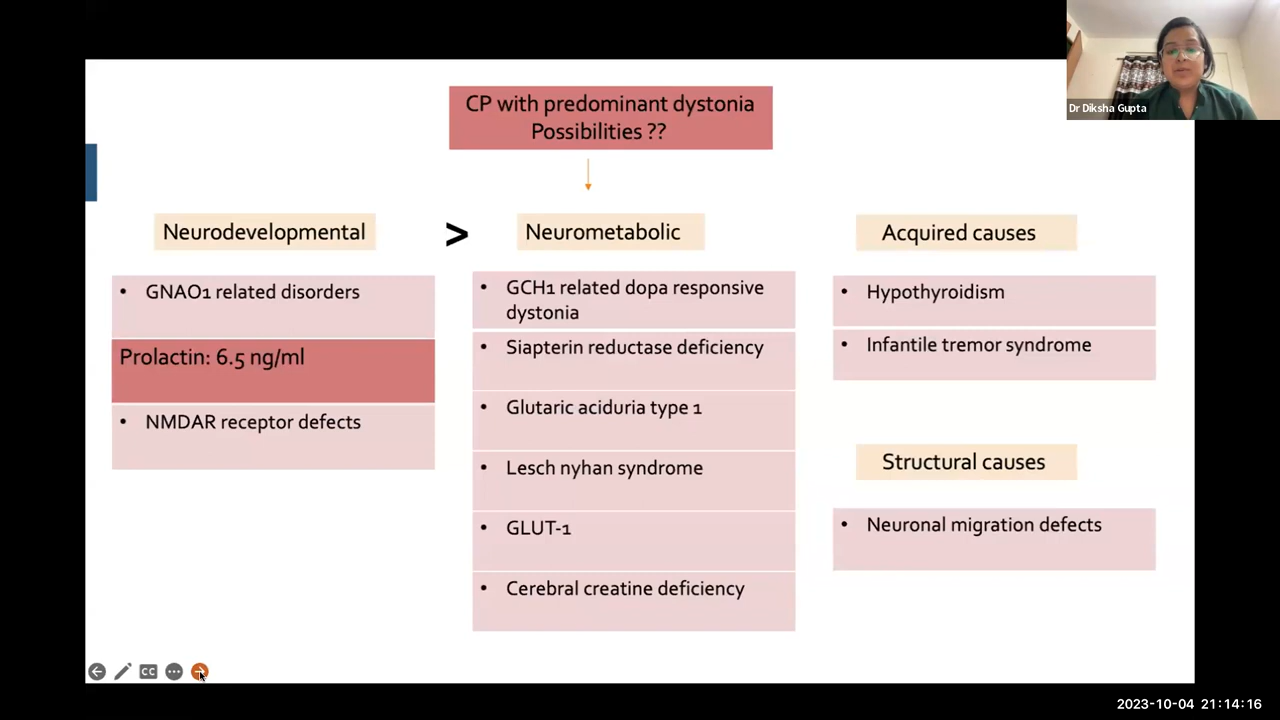 CP with predominant dystonia
Possibilities ??
Dr Diksha Gupta
Neurodevelopmental
>
Neurometabolic
Acquired causes
• GNAO1 related disorders
Prolactin: 6.5 ng/ml
• NMDAR receptor defects
• GCH1 related dopa responsive
dystonia
• Siapterin reductase deficiency
• Glutaric aciduria type 1
• Lesch nyhan syndrome
• GLUT-1
• Cerebral creatine deficiency
• Hypothyroidism
• Infantile tremor syndrome
Structural causes
• Neuronal migration defects
CC
2023-10-04 21:14:16